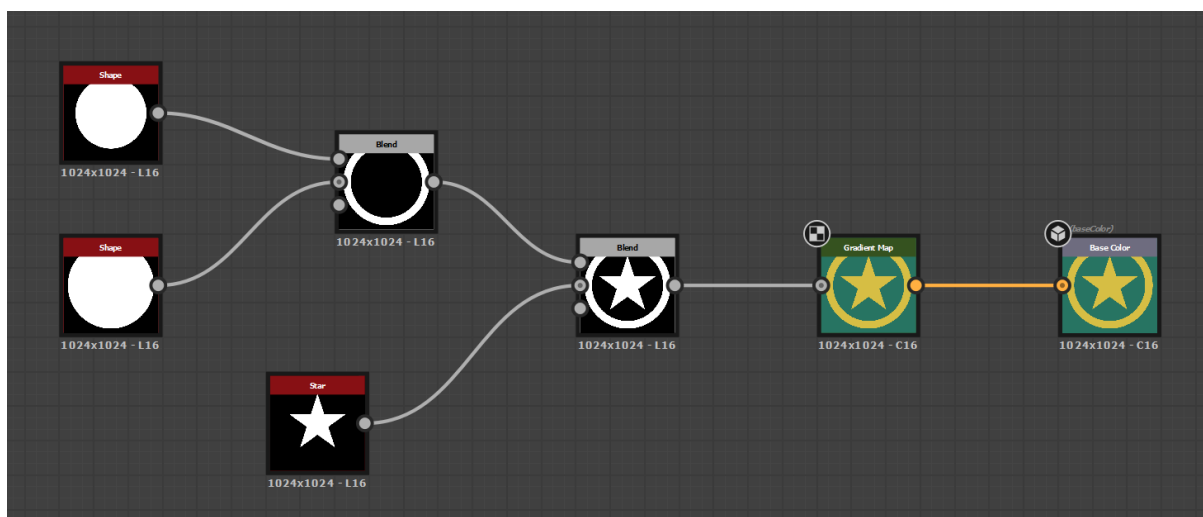 Shape
1024x1024 - L16
Blend
1024x1024 - L16
Shape
1024x1024 - L16
Blend
1024x1024 - L16
Gradient Map
1024x1024 - C16
(baseColor)
Base Color
1024x1024 - C16
Star
1024x1024 - L16